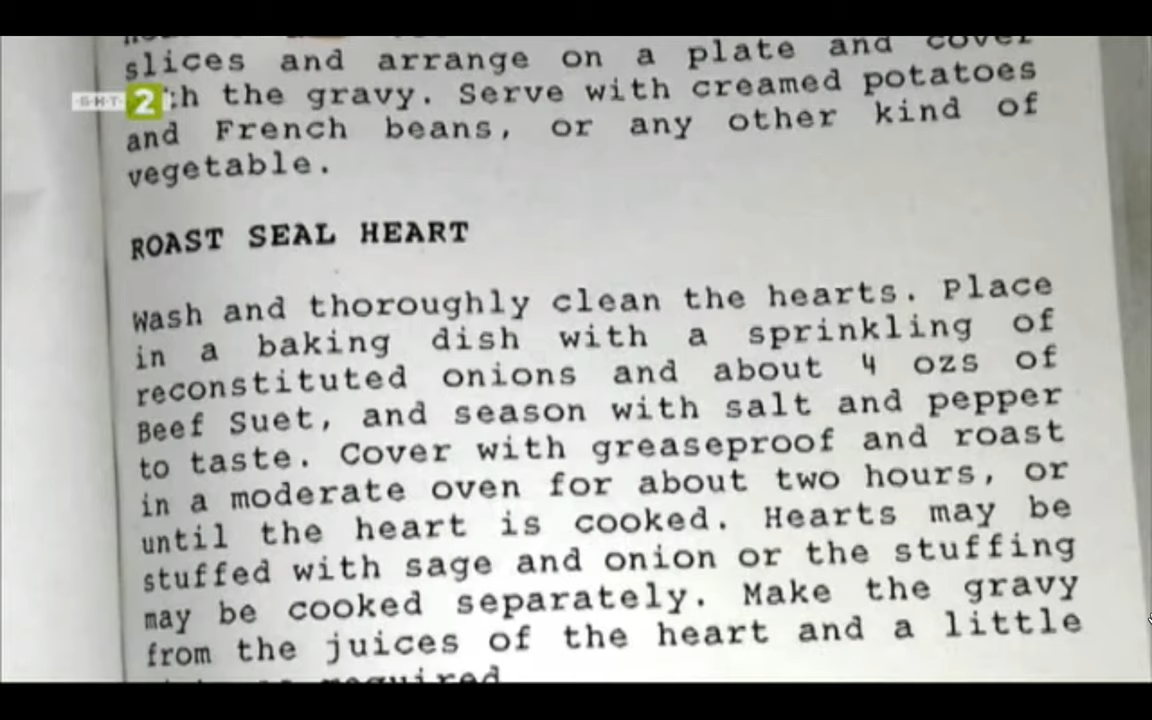 slices and arrange on a plate and cover
the gravy. Serve with creamed potatoes
and French beans, or any other kind of
vegetable.
ROAST SEAL HEART
Wash and thoroughly clean the hearts. Place
in a baking dish with a sprinkling of
reconstituted onions and about 4 ozs of
Beef Suet, and season with salt and pepper
to taste. Cover with greaseproof and roast
in a moderate oven for about two hours, or
until the heart is cooked. Hearts may be
stuffed with sage and onion or the stuffing
may be cooked separately. Make the gravy
from the juices of the heart and a little
required
БНТ 2